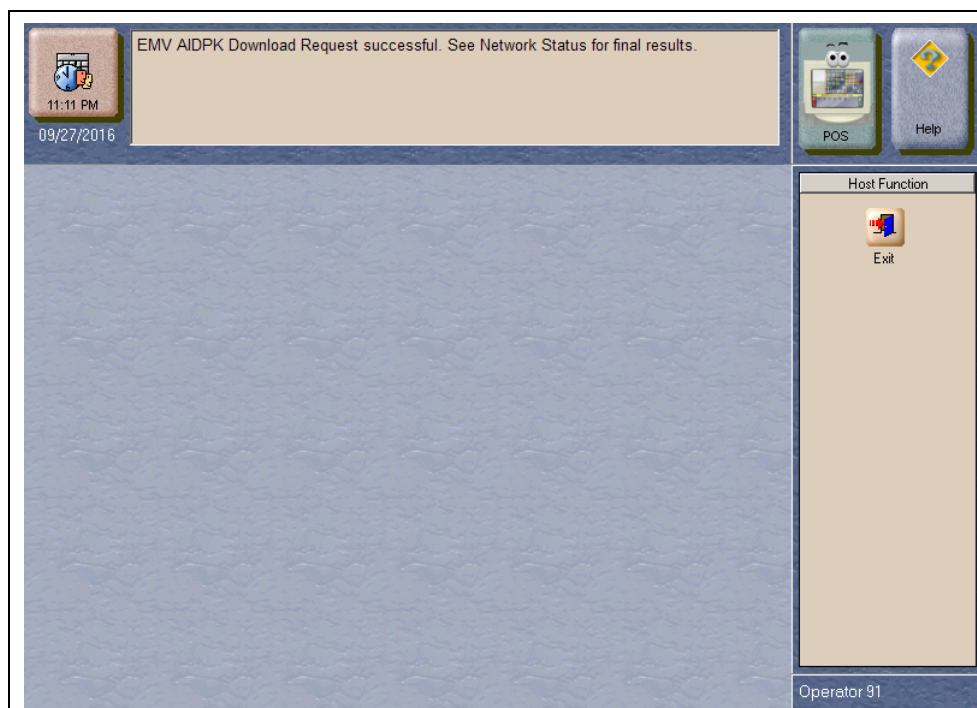 EMV AIDPK Download Request successful. See Network Status for final results.
11:11 PM
09/27/2016
POS
Help
Host Function
Exit
Operator 91